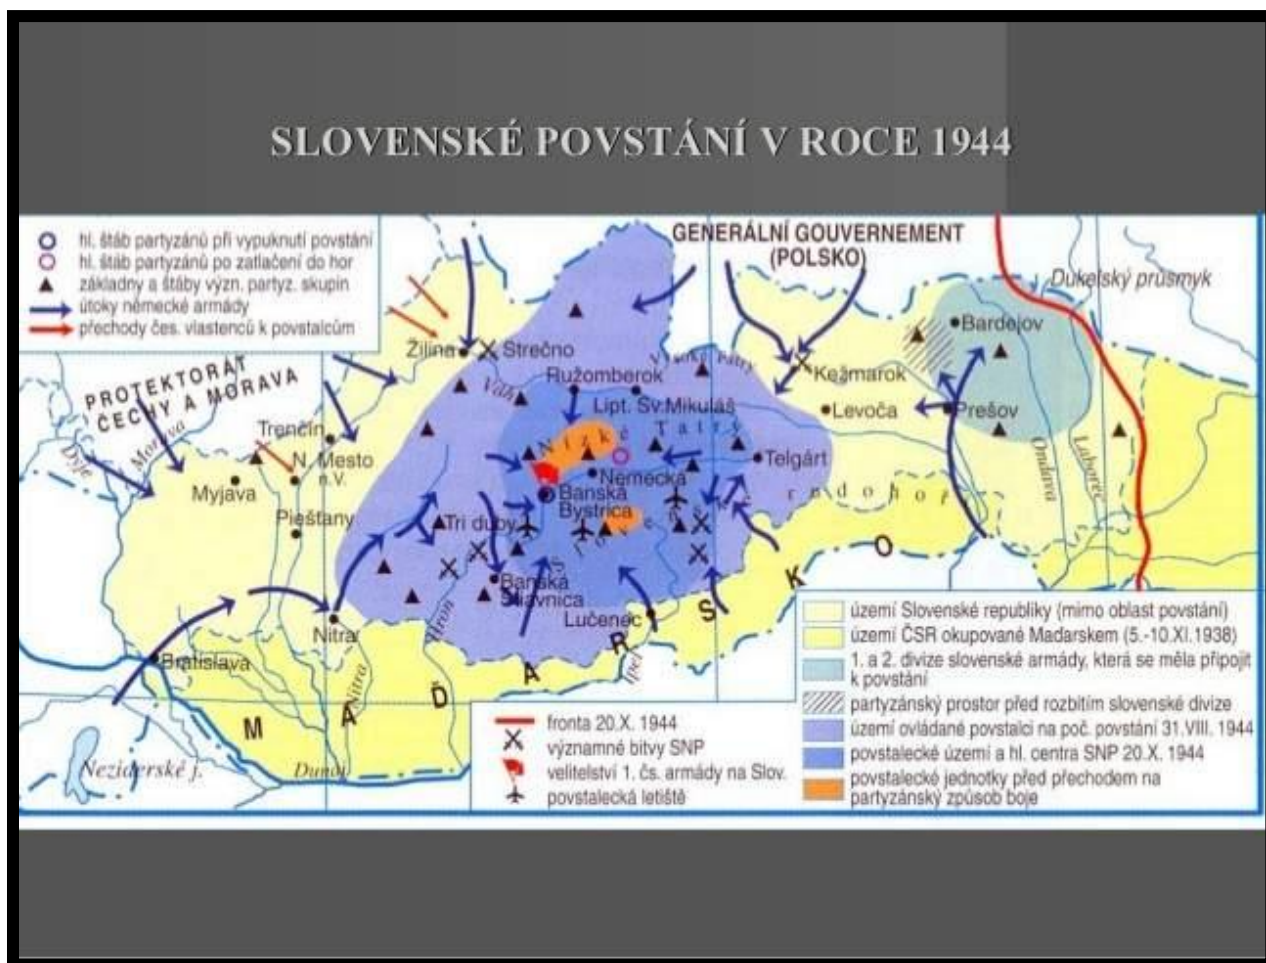 SLOVENSKÉ POVSTÁNÍ V ROCE 1944
hl. štáb partyzánů při vypuknutí povstání
hl. štáb partyzánů po zatlačení do hor
základny a štáby význ. partyz. skupin
útoky německé armády
přechody čes. vlastenců k povstalcům
GENERÁLNÍ GOUVERNEMENT
(POLSKO)
Dukelský průsmyk
PROTEKTORÁT
ČECHY A MORAVA
Dyje
Morava
Žilina
Strečno
Váh
Vysoké Tatry
Ružomberok
Lipt. Sv. Mikuláš
Kežmarok
Levoča
Bardejov
Prešov
Trenčín
N. Mesto
n.V.
Myjava
Piešťany
Nízké
Tatry
Telgárt
Nemecká
Banská
Bystrica
Tri duby
Ondava
Laborec
Banská
Štiavnica
Lučenec
Hron
Ipel
Nitra
Nitra
Bratislava
MAĎARSKO
Neziderské j.
Dunaj
fronta 20.X. 1944
významné bitvy SNP
velitelství 1. čs. armády na Slov.
povstalecká letiště
území Slovenské republiky (mimo oblast povstání)
území ČSR okupované Maďarskem (5.-10.XI.1938)
1. a 2. divize slovenské armády, která se měla připojit
k povstání
partyzánský prostor před rozbitím slovenské divize
území ovládané povstalci na poč. povstání 31.VIII. 1944
povstalecké území a hl. centra SNP 20.X. 1944
povstalecké jednotky před přechodem na
partyzánský způsob boje